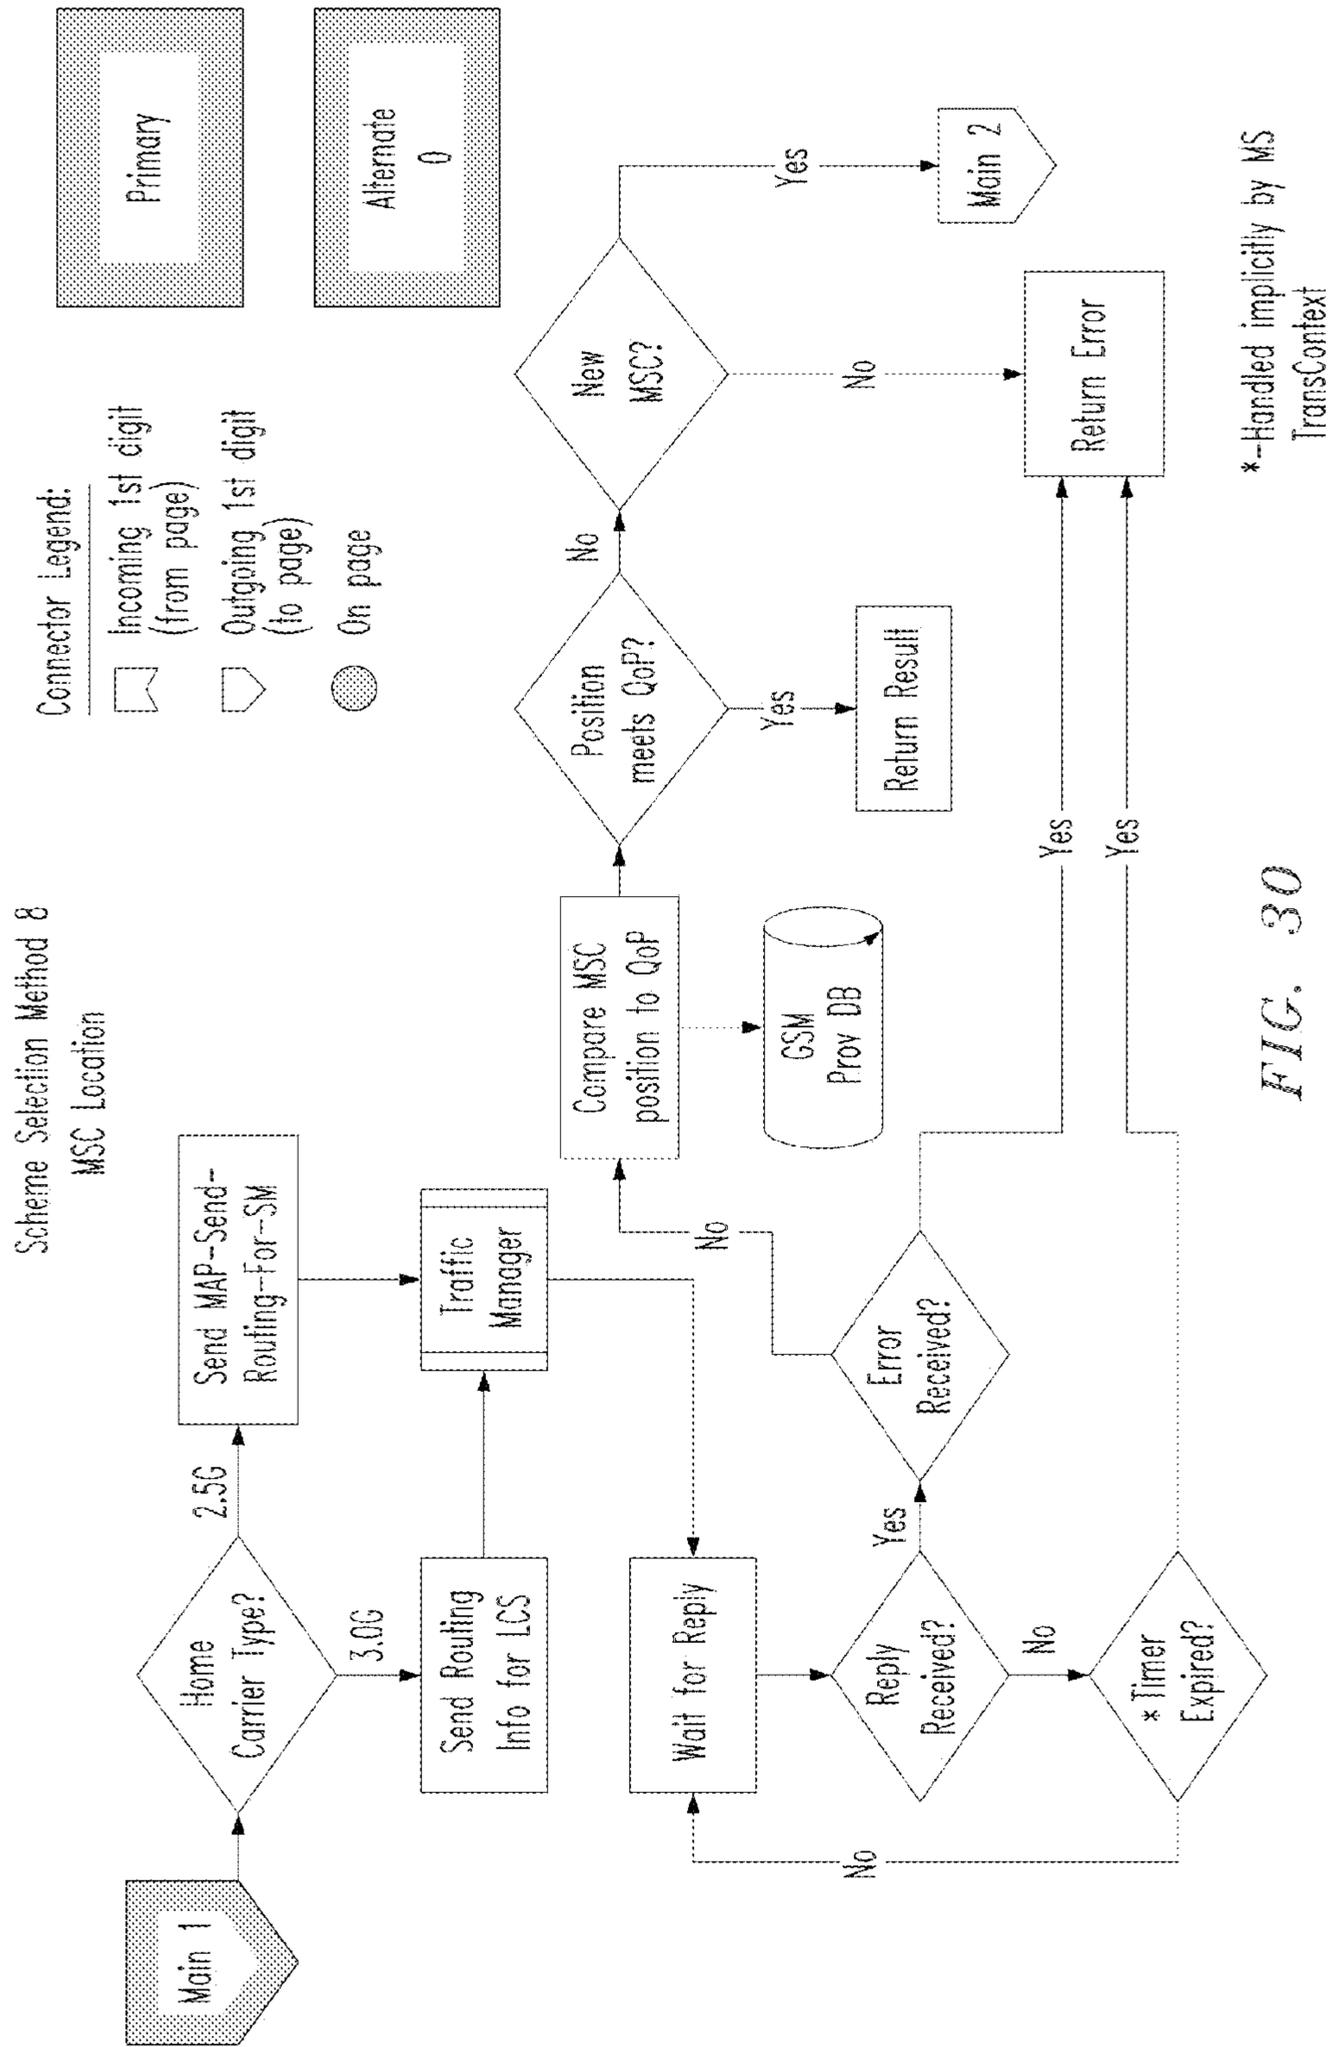 Scheme Selection Method 8
MSC Location
Connector Legend:
Incoming 1st digit
(from page)
Outgoing 1st digit
(to page)
On page
Primary
Alternate
0
Main 1
Home
Carrier Type?
2.5G
Send MAP-Send-
Routing-For-SM
3.0G
Send Routing
Info for LCS
Traffic
Manager
Wait for Reply
Reply
Received?
Yes
No
*Timer
Expired?
No
Yes
Error
Received?
Yes
No
Compare MSC
position to QoP
GSM
Prov DB
Position
meets QoP?
Yes
Return Result
No
New
MSC?
Yes
Main 2
No
Return Error
*-Handled implicitly by MS
TransContext
FIG. 30